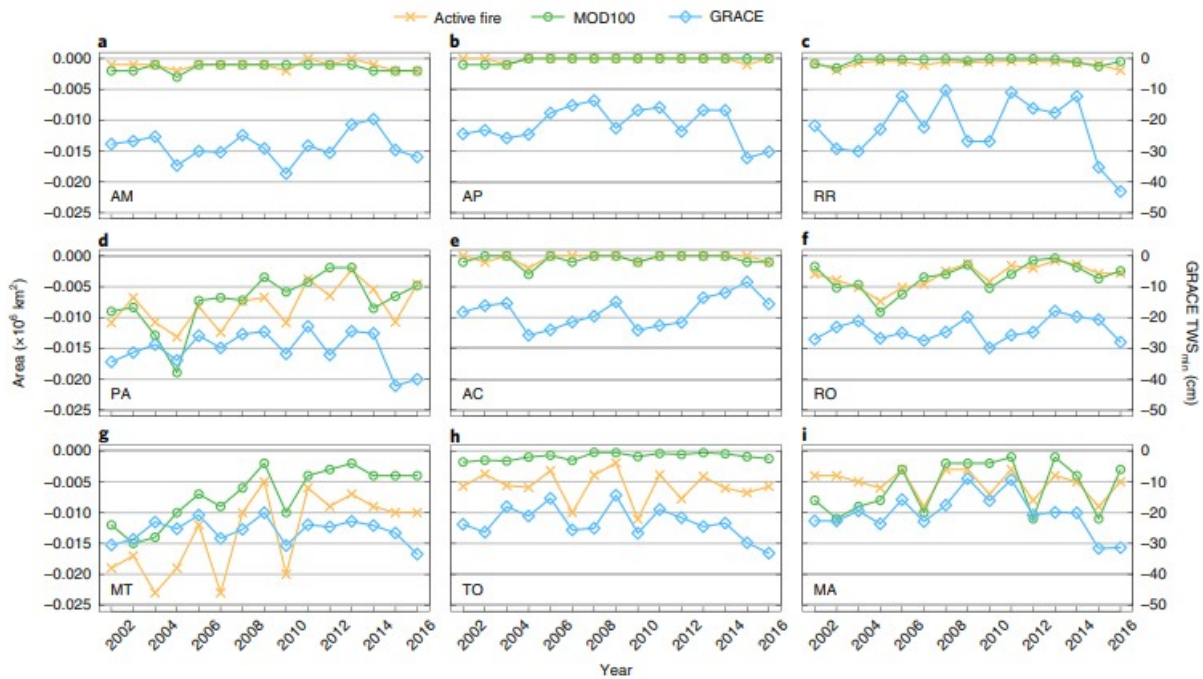 Active fire MOD100 GRACE
a b c
0.000 0
−0.005 −10
−0.010 −20
−0.015 −30
−0.020 −40
−0.025 −50
AM AP RR
d e f
0.000 0
−0.005 −10
−0.010 −20
−0.015 −30
−0.020 −40
−0.025 −50
PA AC RO
Area (×10⁶ km²)
GRACE TWSmin (cm)
g h i
0.000 0
−0.005 −10
−0.010 −20
−0.015 −30
−0.020 −40
−0.025 −50
MT TO MA
2002 2004 2006 2008 2010 2012 2014 2016 2002 2004 2006 2008 2010 2012 2014 2016 2002 2004 2006 2008 2010 2012 2014 2016
Year